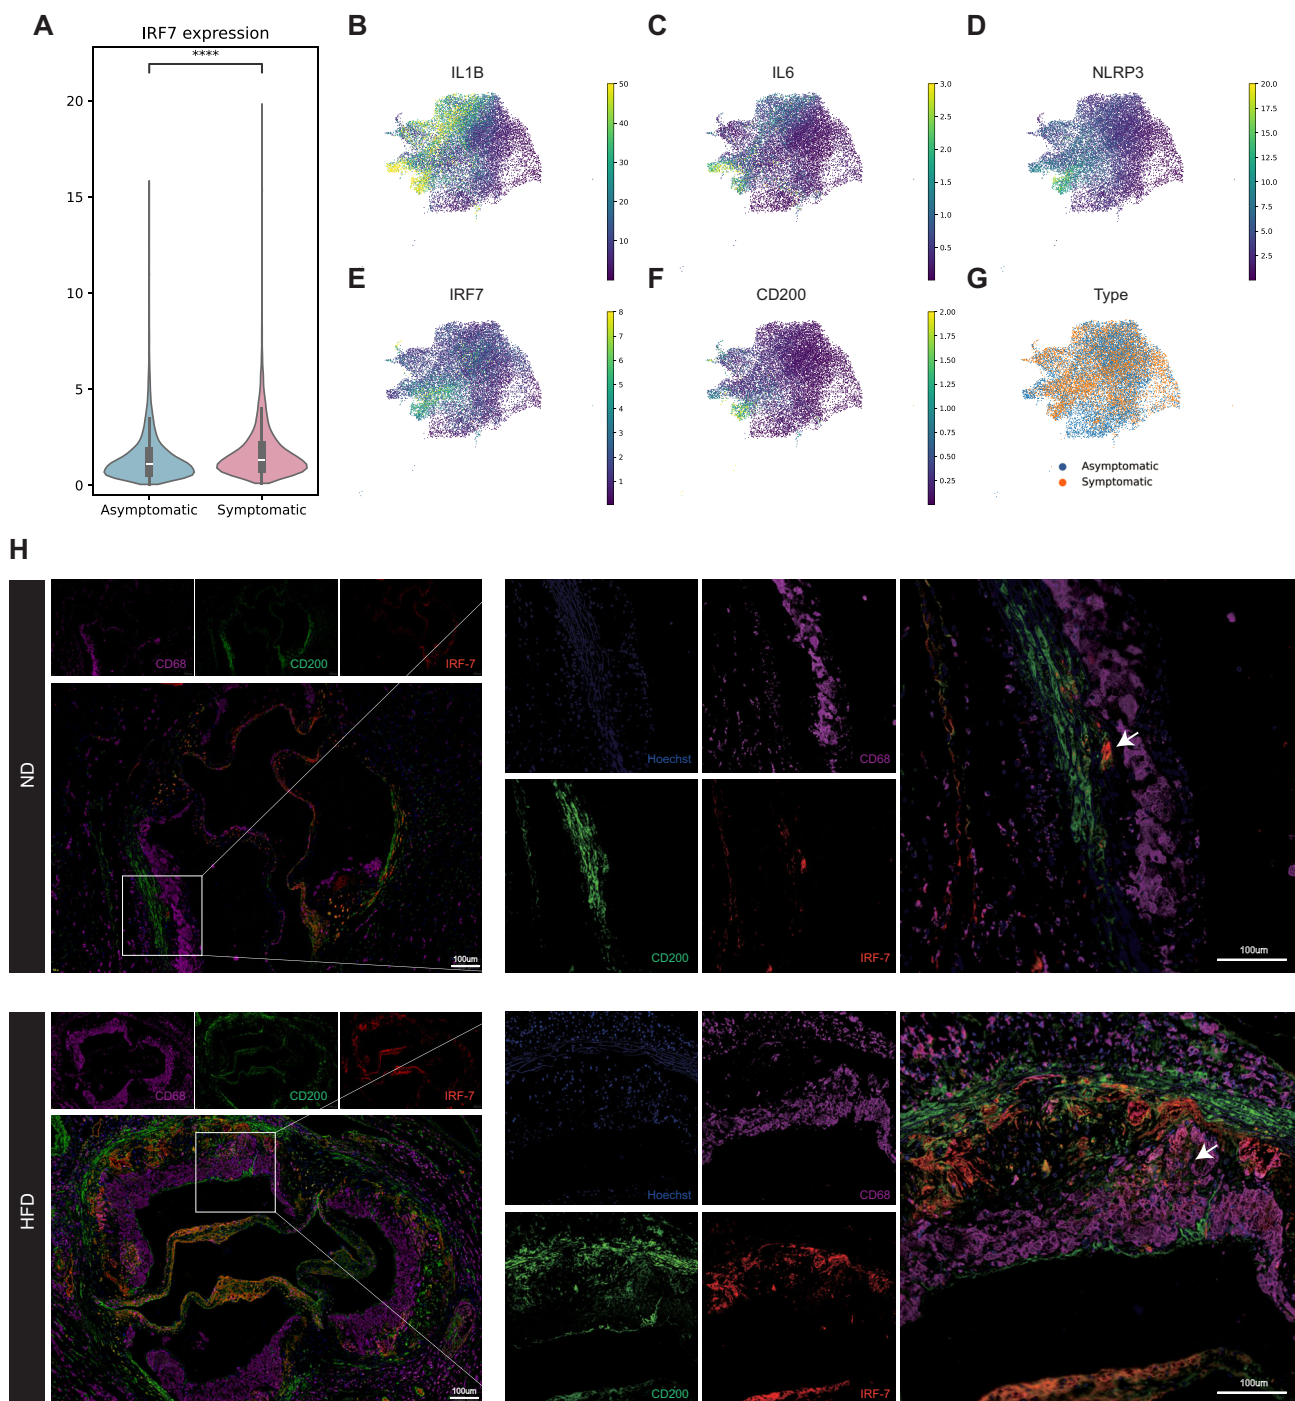 A
IRF7 expression
****
20
15
10
5
0
Asymptomatic
Symptomatic
B
IL1B
50
40
30
20
10
C
IL6
3.0
2.5
2.0
1.5
1.0
0.5
D
NLRP3
20.0
17.5
15.0
12.5
10.0
7.5
5.0
2.5
E
IRF7
8
7
6
5
4
3
2
1
F
CD200
2.00
1.75
1.50
1.25
1.00
0.75
0.50
0.25
G
Type
Asymptomatic
Symptomatic
H
ND
CD68
CD200
IRF-7
100um
Hoechst
CD68
CD200
IRF-7
100um
HFD
CD68
CD200
IRF-7
100um
Hoechst
CD68
CD200
IRF-7
100um